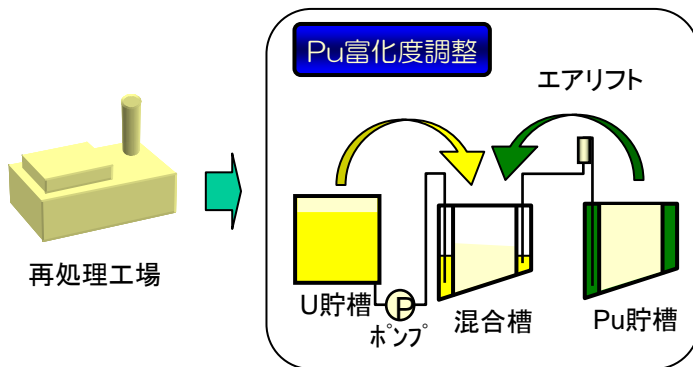 Pu富化度調整
エアリフト
再処理工場
U貯槽
P
ﾎﾟﾝﾌﾟ
混合槽
Pu貯槽